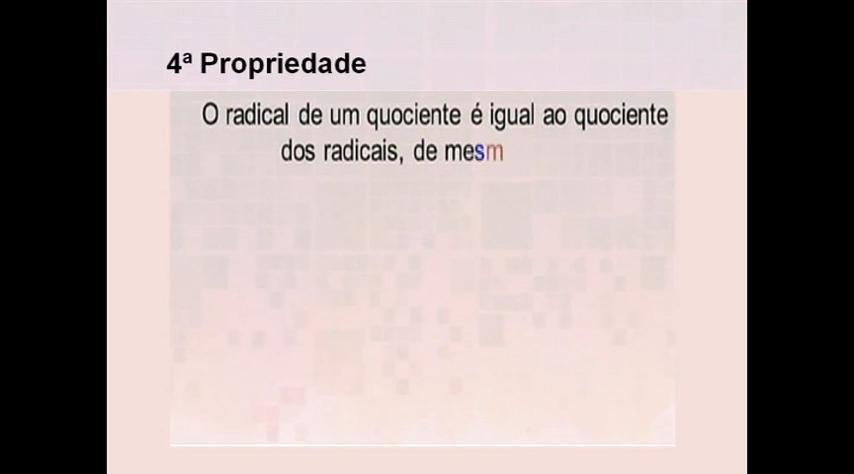 4ª Propriedade
O radical de um quociente é igual ao quociente
dos radicais, de mesm